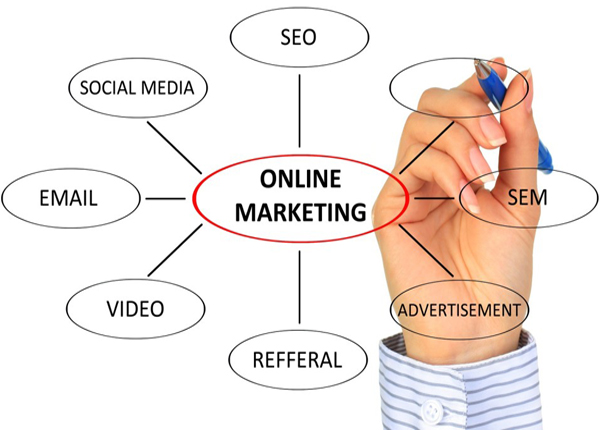 SEO
SOCIAL MEDIA
EMAIL
ONLINE
MARKETING
SEM
VIDEO
ADVERTISEMENT
REFFERAL